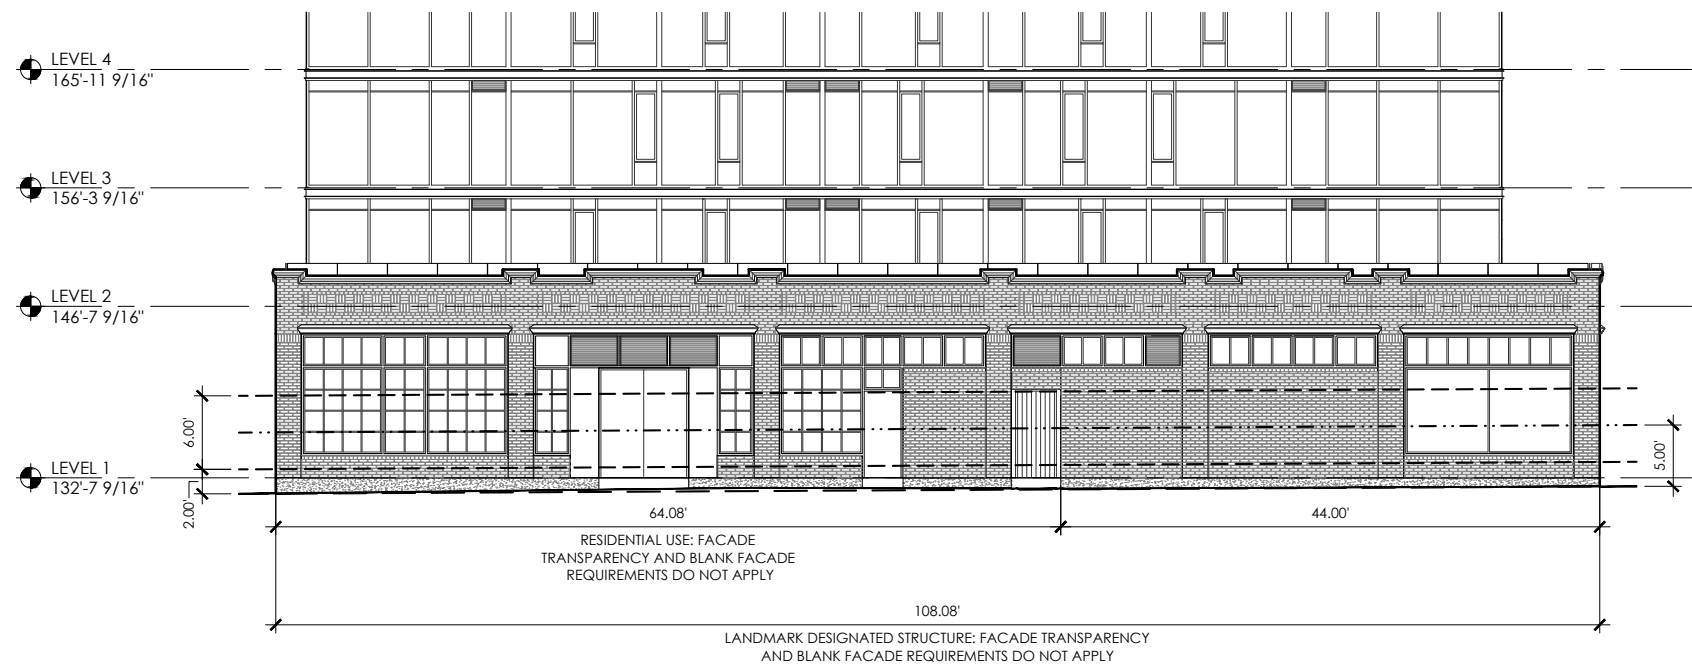 LEVEL 4
165'-11 9/16"
LEVEL 3
156'-3 9/16"
LEVEL 2
146'-7 9/16"
LEVEL 1
132'-7 9/16"
6.00'
2.00'
5.00'
64.08'
44.00'
RESIDENTIAL USE: FACADE
TRANSPARENCY AND BLANK FACADE
REQUIREMENTS DO NOT APPLY
108.08'
LANDMARK DESIGNATED STRUCTURE: FACADE TRANSPARENCY
AND BLANK FACADE REQUIREMENTS DO NOT APPLY